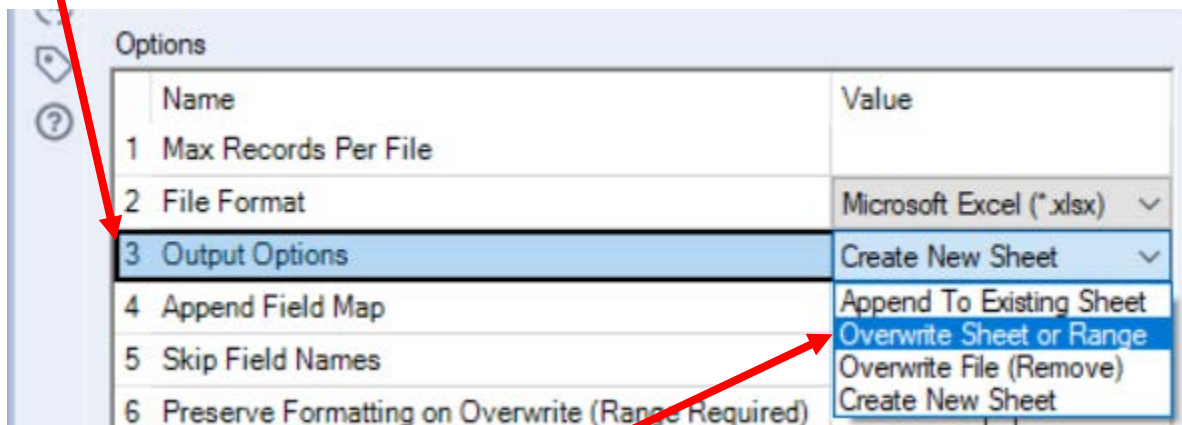 Options
Name Value
1 Max Records Per File
2 File Format Microsoft Excel (*.xlsx)
3 Output Options Create New Sheet
4 Append Field Map Append To Existing Sheet
Overwrite Sheet or Range
5 Skip Field Names Overwrite File (Remove)
6 Preserve Formatting on Overwrite (Range Required) Create New Sheet